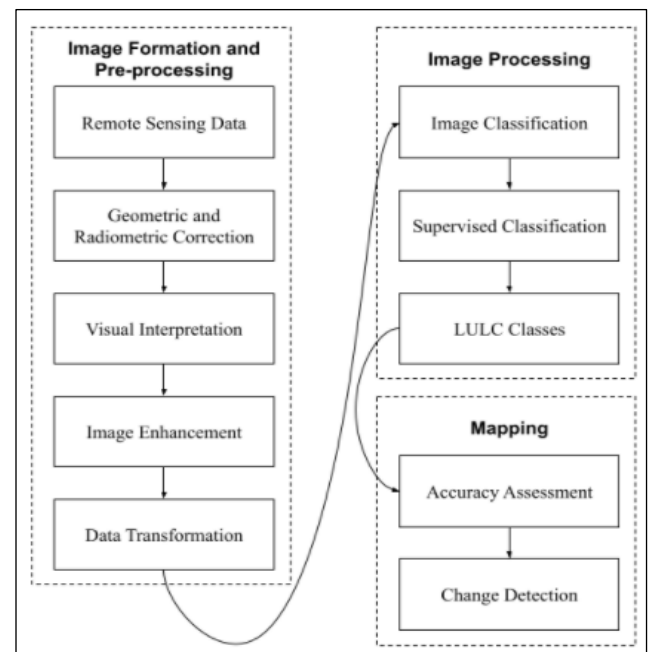 Image Formation and
Pre-processing
Remote Sensing Data
Geometric and
Radiometric Correction
Visual Interpretation
Image Enhancement
Data Transformation
Image Processing
Image Classification
Supervised Classification
LULC Classes
Mapping
Accuracy Assessment
Change Detection